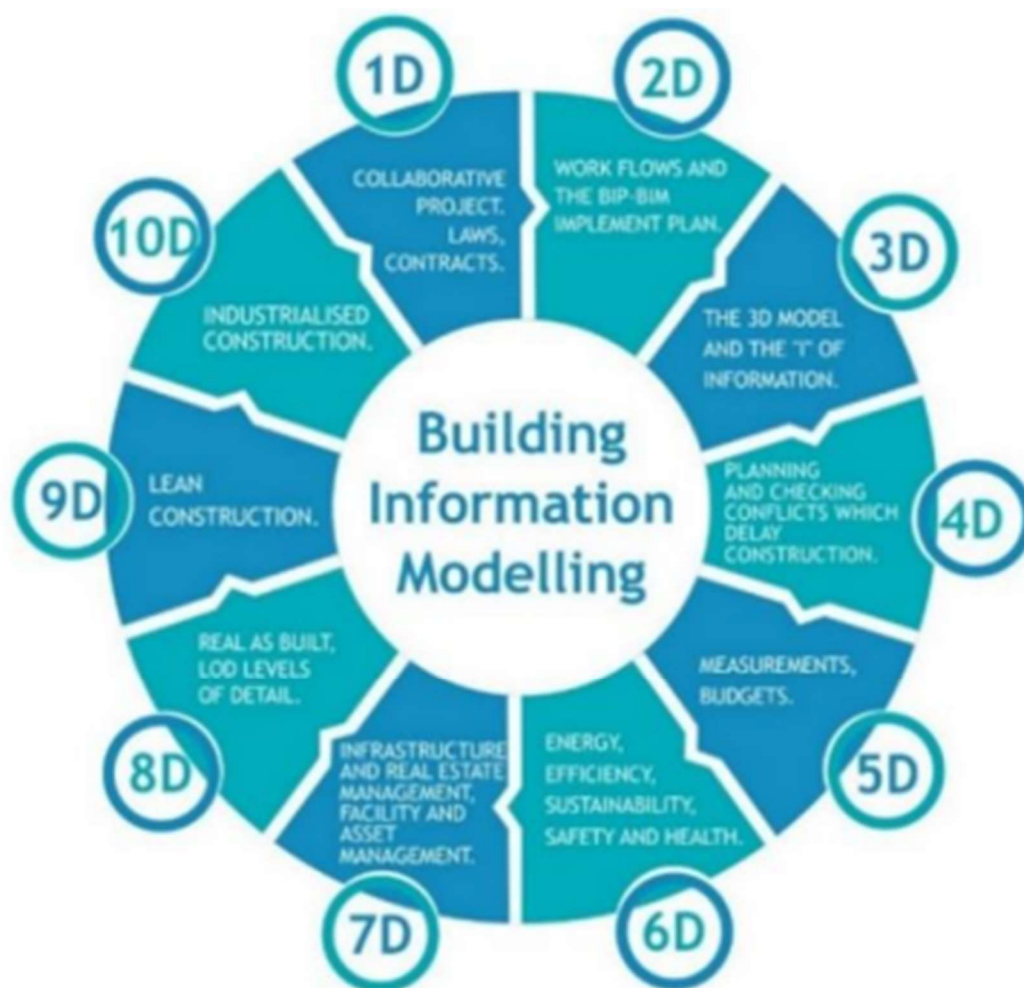 1D
COLLABORATIVE
PROJECT.
LAWS,
CONTRACTS.
2D
WORK FLOWS AND
THE BIP-BIM
IMPLEMENT PLAN.
3D
THE 3D MODEL
AND THE "I" OF
INFORMATION.
4D
PLANNING
AND CHECKING
CONFLICTS WHICH
DELAY
CONSTRUCTION.
5D
MEASUREMENTS,
BUDGETS.
6D
ENERGY,
EFFICIENCY,
SUSTAINABILITY,
SAFETY AND HEALTH.
7D
INFRASTRUCTURE
AND REAL ESTATE
MANAGEMENT,
FACILITY AND
ASSET
MANAGEMENT.
8D
REAL AS BUILT,
LOD LEVELS
OF DETAIL.
9D
LEAN
CONSTRUCTION.
10D
INDUSTRIALISED
CONSTRUCTION.
Building
Information
Modelling